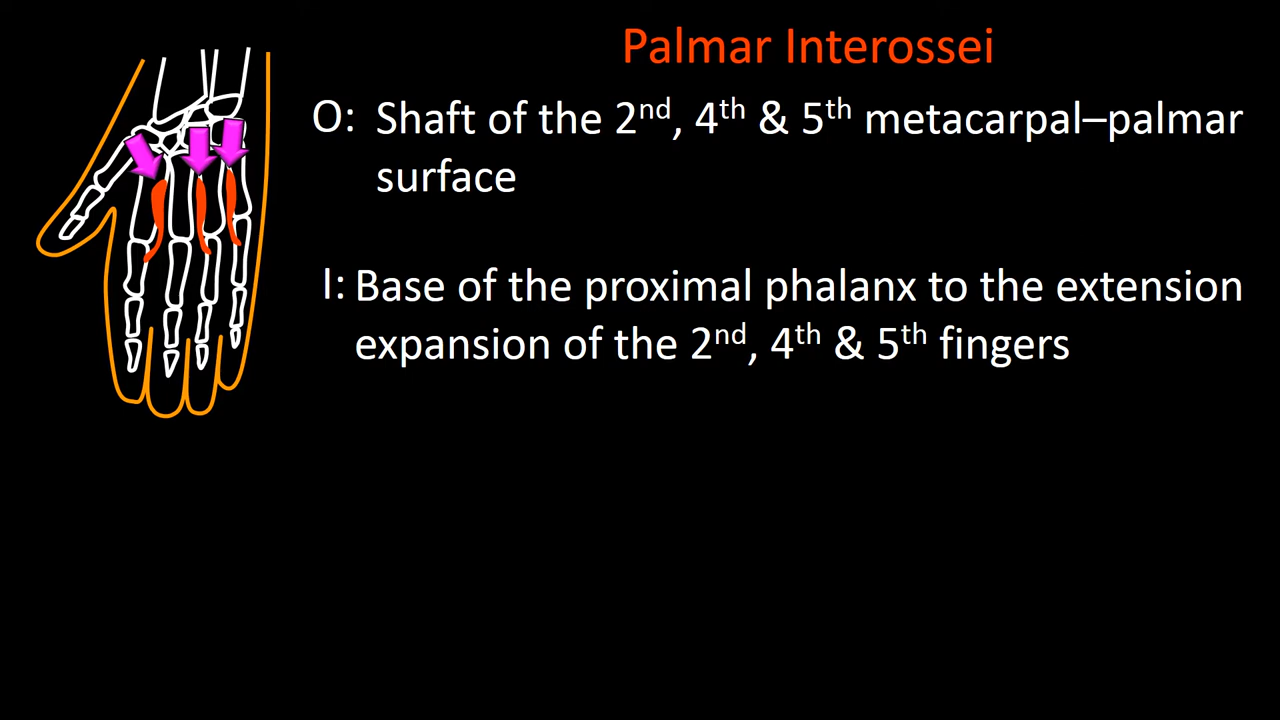 Palmar Interossei
O: Shaft of the 2nd, 4th & 5th metacarpal–palmar
surface
I: Base of the proximal phalanx to the extension
expansion of the 2nd, 4th & 5th fingers